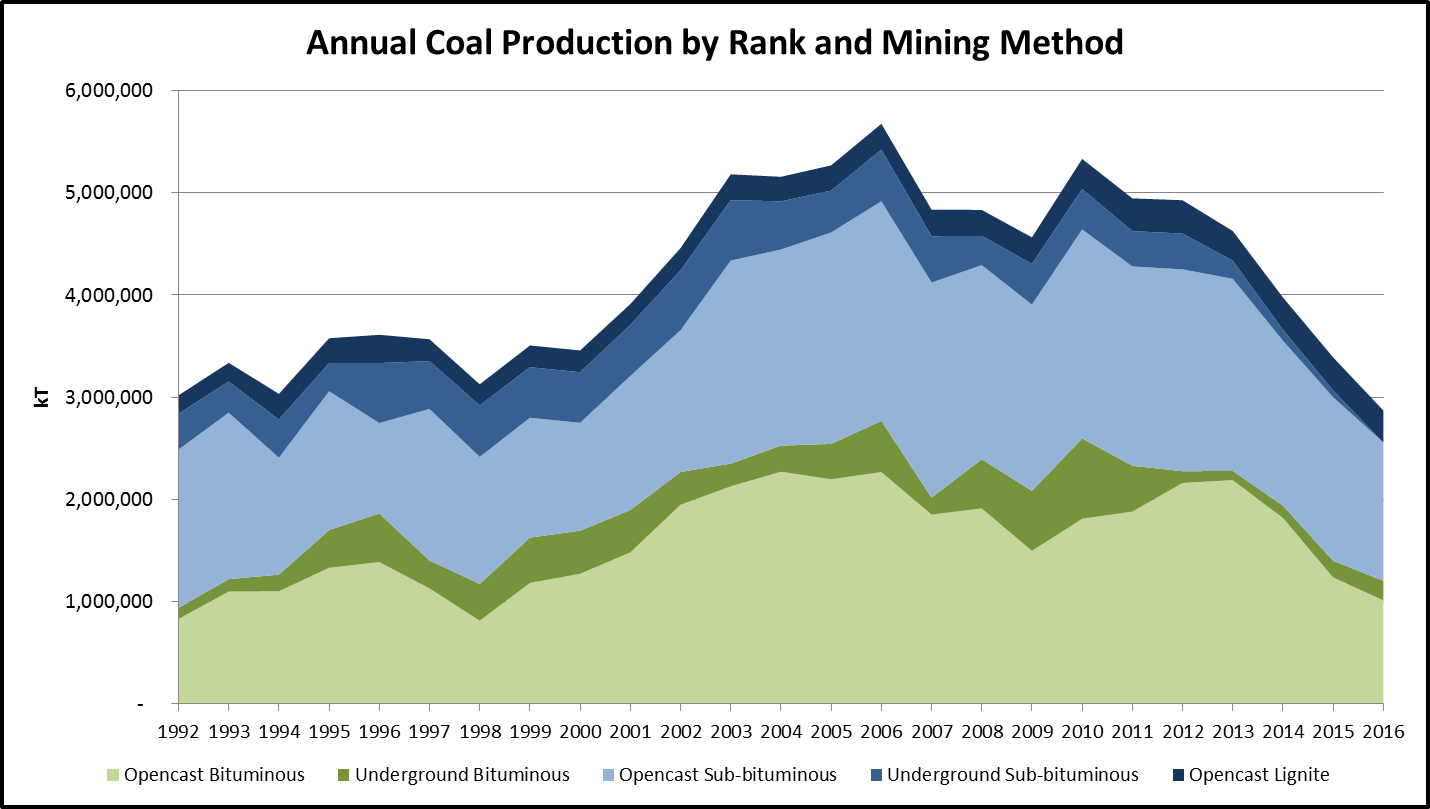 Annual Coal Production by Rank and Mining Method
6,000,000
5,000,000
4,000,000
3,000,000
2,000,000
1,000,000
-
kT
1992 1993 1994 1995 1996 1997 1998 1999 2000 2001 2002 2003 2004 2005 2006 2007 2008 2009 2010 2011 2012 2013 2014 2015 2016
Opencast Bituminous Underground Bituminous Opencast Sub-bituminous Underground Sub-bituminous Opencast Lignite